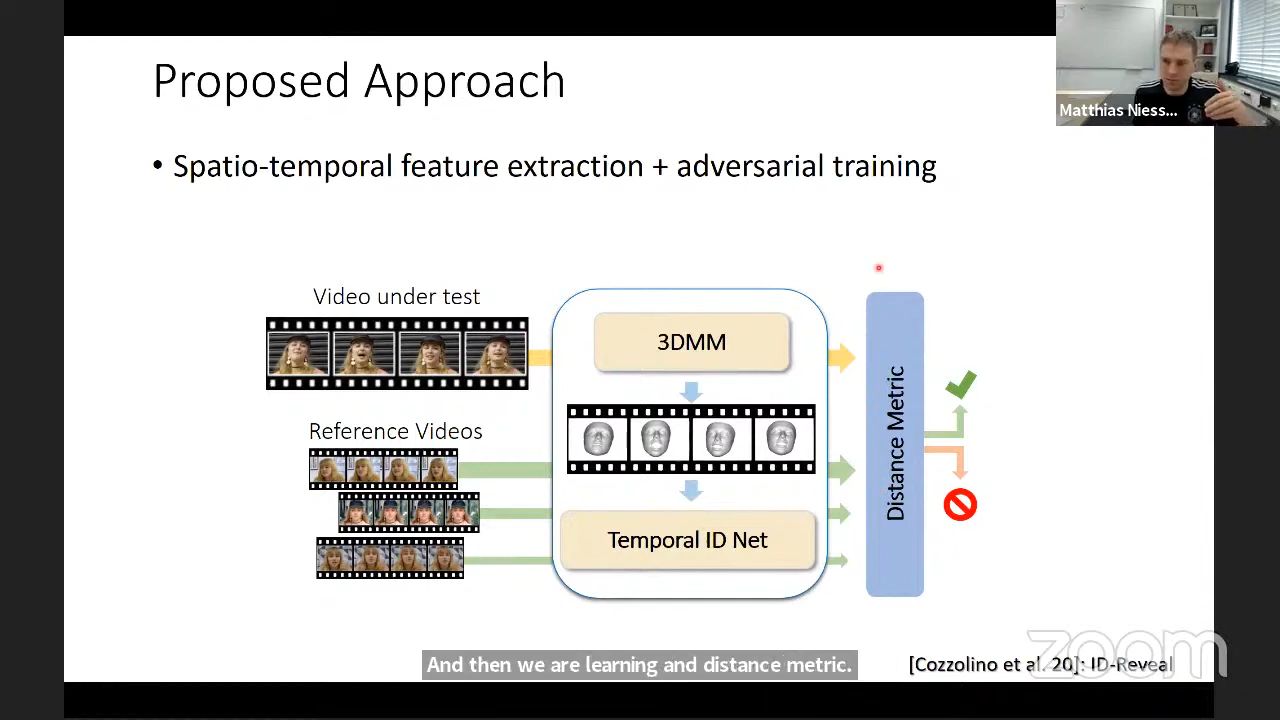 Proposed Approach
Matthias Niess...
• Spatio-temporal feature extraction + adversarial training
Video under test
Reference Videos
3DMM
Temporal ID Net
Distance Metric
And then we are learning and distance metric.
[Cozzolino et al. 20]: ID-Reveal
zoom